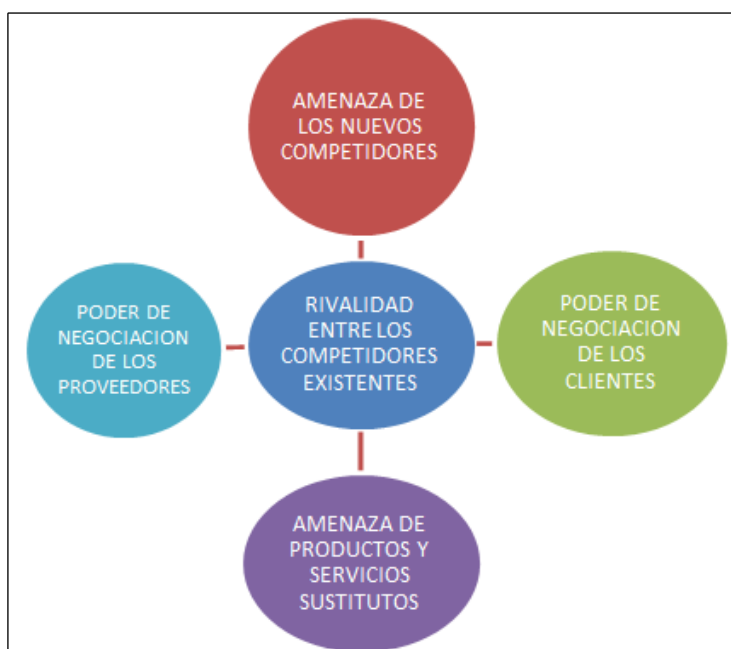 AMENAZA DE
LOS NUEVOS
COMPETIDORES
PODER DE
NEGOCIACION
DE LOS
PROVEEDORES
RIVALIDAD
ENTRE LOS
COMPETIDORES
EXISTENTES
PODER DE
NEGOCIACION
DE LOS
CLIENTES
AMENAZA DE
PRODUCTOS Y
SERVICIOS
SUSTITUTOS